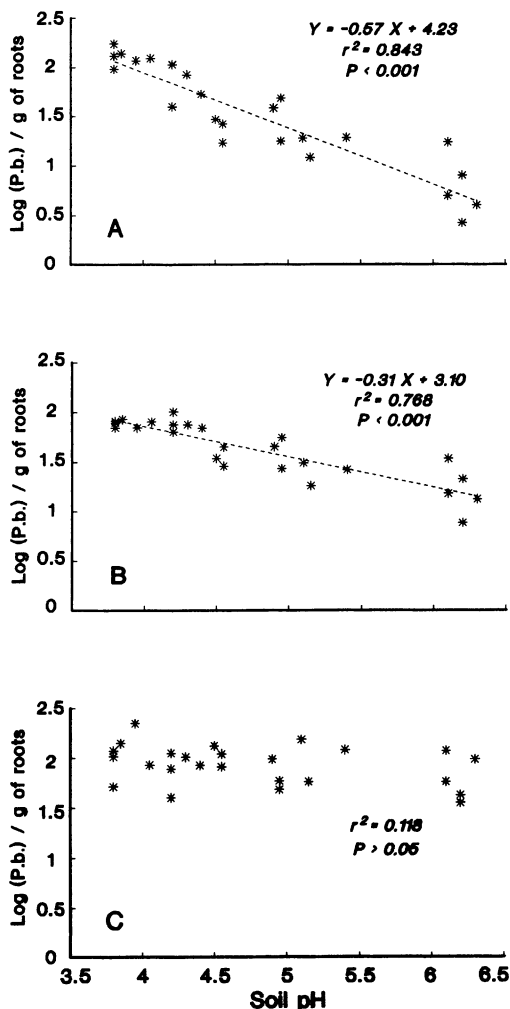 Y = -0.57 X + 4.23
r² = 0.843
P < 0.001
Log (P.b.) / g of roots
2.5
2
1.5
1
0.5
0
A
Y = -0.31 X + 3.10
r² = 0.768
P < 0.001
Log (P.b.) / g of roots
2.5
2
1.5
1
0.5
0
B
Log (P.b.) / g of roots
2.5
2
1.5
1
0.5
0
r² = 0.118
P > 0.05
C
3.5 4 4.5 5 5.5 6 6.5
Soil pH